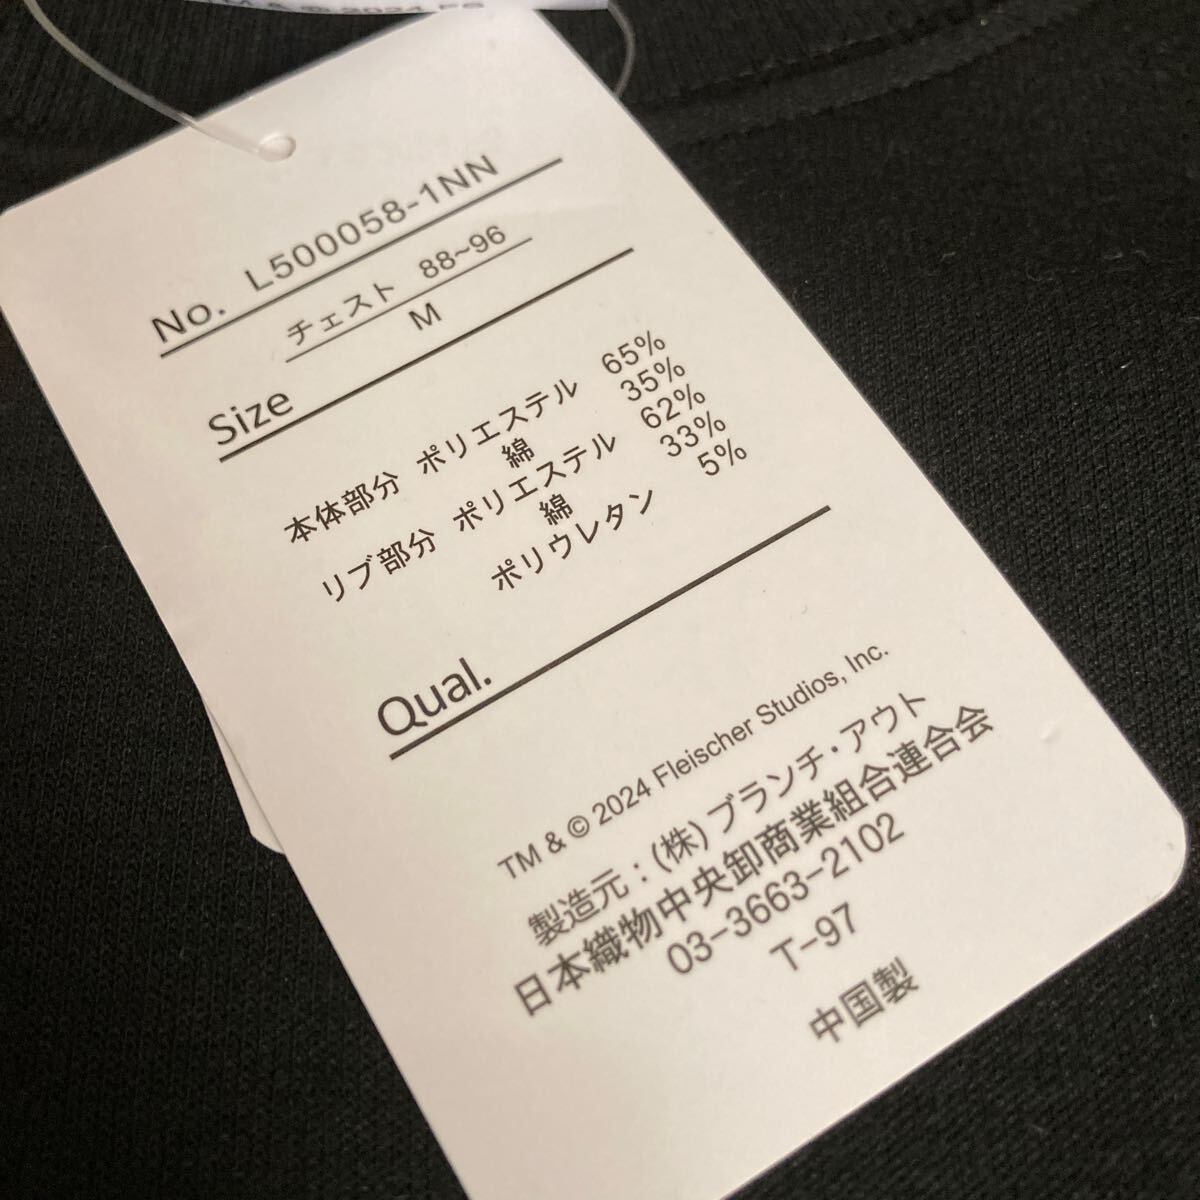 TM & © 2024 FS
No. L500058-1NN
チェスト 88~96
M
Size
本体部分 ポリエステル 65%
綿 35%
リブ部分 ポリエステル 62%
綿 33%
ポリウレタン 5%
Qual.
TM & © 2024 Fleischer Studios, Inc.
製造元：(株)ブランチ・アウト
日本織物中央卸商業組合連合会
03-3663-2102
T-97
中国製